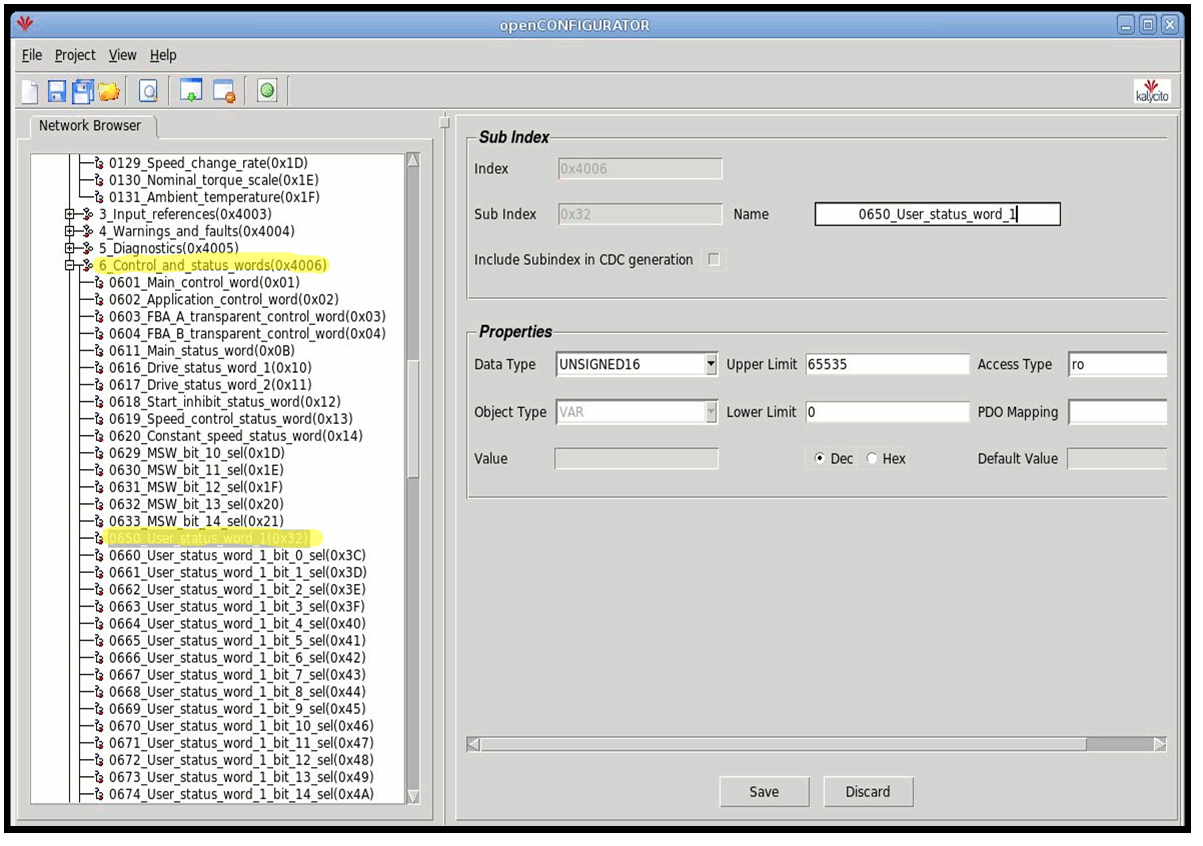 openCONFIGURATOR
File Project View Help
kalycito
Network Browser
0129_Speed_change_rate(0x1D)
0130_Nominal_torque_scale(0x1E)
0131_Ambient_temperature(0x1F)
3_Input_references(0x4003)
4_Warnings_and_faults(0x4004)
5_Diagnostics(0x4005)
6_Control_and_status_words(0x4006)
0601_Main_control_word(0x01)
0602_Application_control_word(0x02)
0603_FBA_A_transparent_control_word(0x03)
0604_FBA_B_transparent_control_word(0x04)
0611_Main_status_word(0x0B)
0616_Drive_status_word_1(0x10)
0617_Drive_status_word_2(0x11)
0618_Start_inhibit_status_word(0x12)
0619_Speed_control_status_word(0x13)
0620_Constant_speed_status_word(0x14)
0629_MSW_bit_10_sel(0x1D)
0630_MSW_bit_11_sel(0x1E)
0631_MSW_bit_12_sel(0x1F)
0632_MSW_bit_13_sel(0x20)
0633_MSW_bit_14_sel(0x21)
0650_User_status_word_1(0x32)
0660_User_status_word_1_bit_0_sel(0x3C)
0661_User_status_word_1_bit_1_sel(0x3D)
0662_User_status_word_1_bit_2_sel(0x3E)
0663_User_status_word_1_bit_3_sel(0x3F)
0664_User_status_word_1_bit_4_sel(0x40)
0665_User_status_word_1_bit_5_sel(0x41)
0666_User_status_word_1_bit_6_sel(0x42)
0667_User_status_word_1_bit_7_sel(0x43)
0668_User_status_word_1_bit_8_sel(0x44)
0669_User_status_word_1_bit_9_sel(0x45)
0670_User_status_word_1_bit_10_sel(0x46)
0671_User_status_word_1_bit_11_sel(0x47)
0672_User_status_word_1_bit_12_sel(0x48)
0673_User_status_word_1_bit_13_sel(0x49)
0674_User_status_word_1_bit_14_sel(0x4A)
Sub Index
Index 0x4006
Sub Index 0x32 Name 0650_User_status_word_1
Include Subindex in CDC generation
Properties
Data Type UNSIGNED16 Upper Limit 65535 Access Type ro
Object Type VAR Lower Limit 0 PDO Mapping
Value Dec Hex Default Value
Save Discard